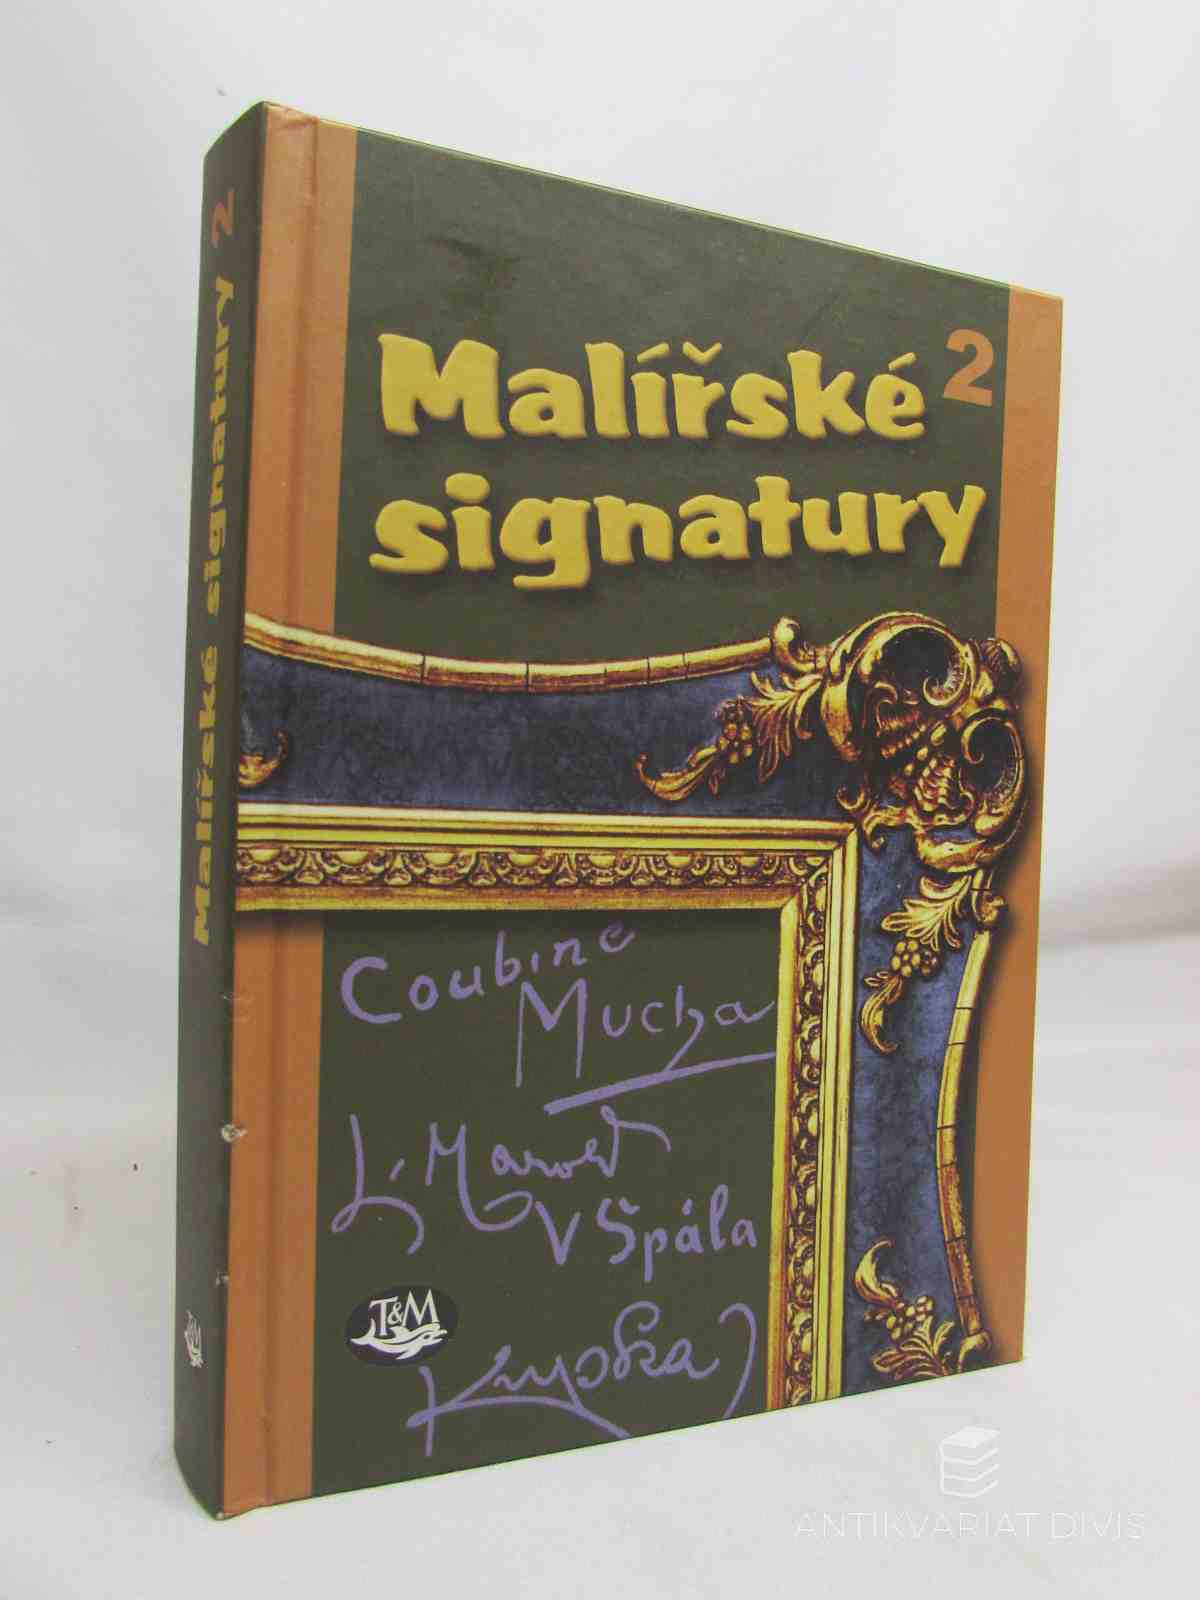 Malířské signatury 2
Malířské 2
signatury
Coubine
Mucha
L. Marold
V Špála
T&M
Kupka
T&M
ANTIKVARIAT DIVIS